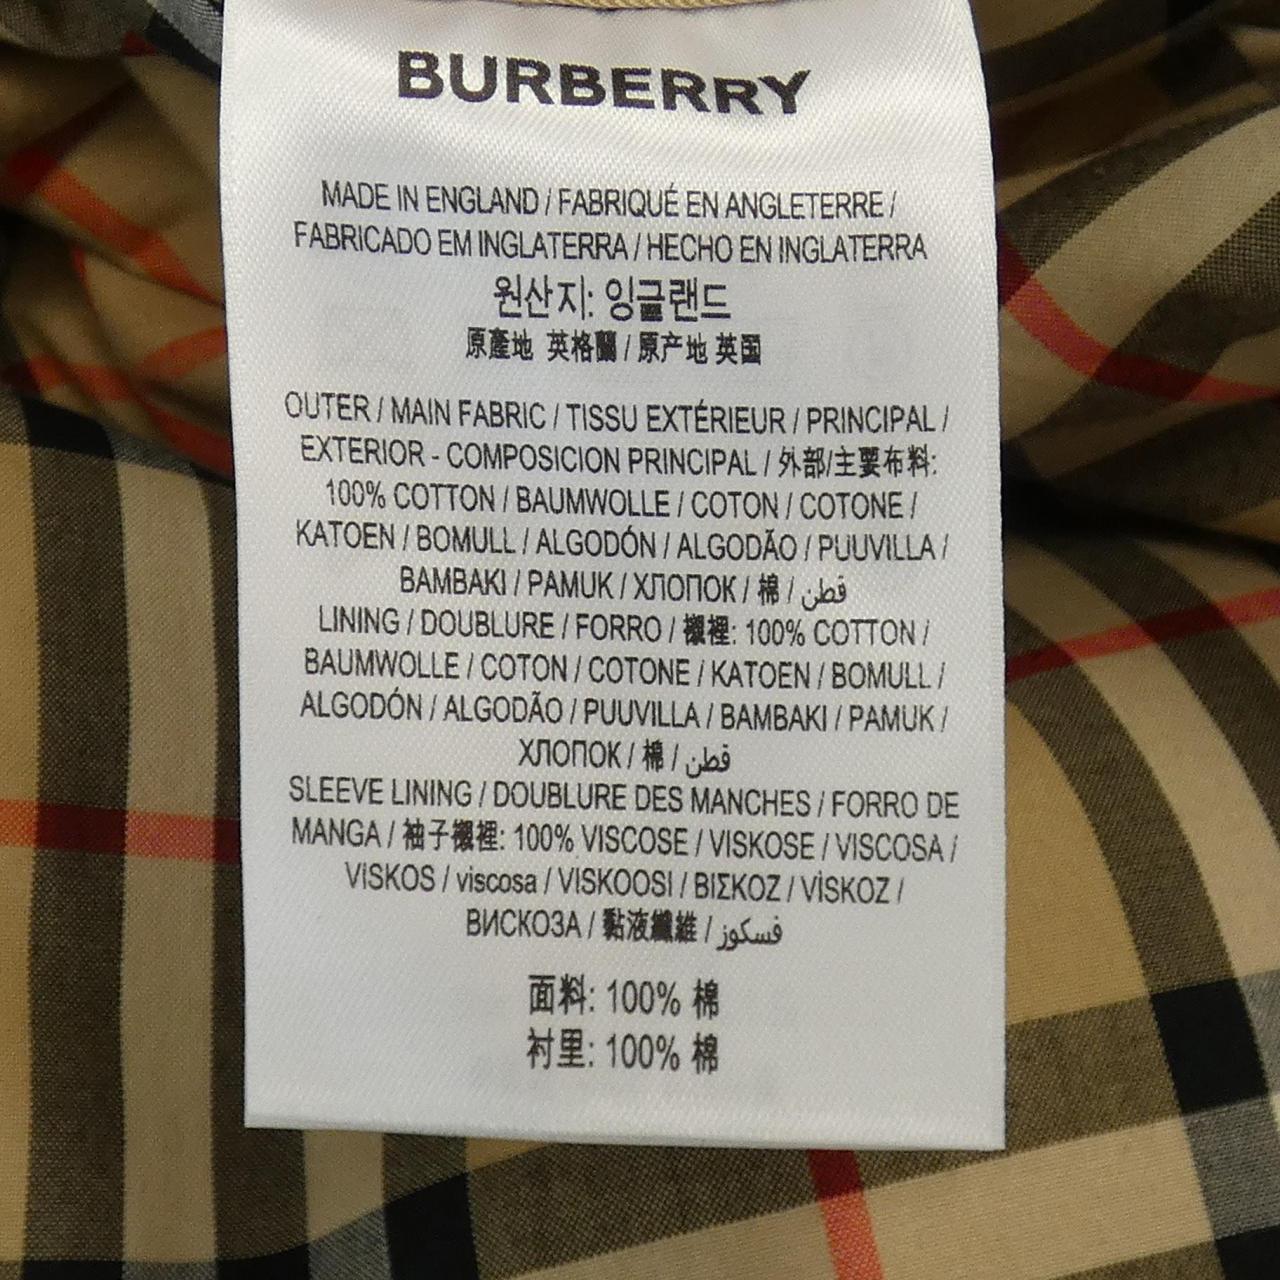 BURBERRY
MADE IN ENGLAND / FABRIQUÉ EN ANGLETERRE /
FABRICADO EM INGLATERRA / HECHO EN INGLATERRA
원산지: 잉글랜드
原產地 英格蘭 / 原产地 英国
OUTER / MAIN FABRIC / TISSU EXTÉRIEUR / PRINCIPAL /
EXTERIOR - COMPOSICION PRINCIPAL / 外部/主要布料:
100% COTTON / BAUMWOLLE / COTON / COTONE /
KATOEN / BOMULL / ALGODÓN / ALGODÃO / PUUVILLA /
BAMBAKI / PAMUK / ХЛОПОК / 棉 / قطن
LINING / DOUBLURE / FORRO / 襯裡: 100% COTTON /
BAUMWOLLE / COTON / COTONE / KATOEN / BOMULL /
ALGODÓN / ALGODÃO / PUUVILLA / BAMBAKI / PAMUK /
ХЛОПОК / 棉 / قطن
SLEEVE LINING / DOUBLURE DES MANCHES / FORRO DE
MANGA / 袖子襯裡: 100% VISCOSE / VISKOSE / VISCOSA /
VISKOS / viscosa / VISKOOSI / ΒΙΣΚΟΖ / VİSKOZ /
ВИСКОЗА / 黏液纖維 / فسكوز
面料: 100% 棉
衬里: 100% 棉